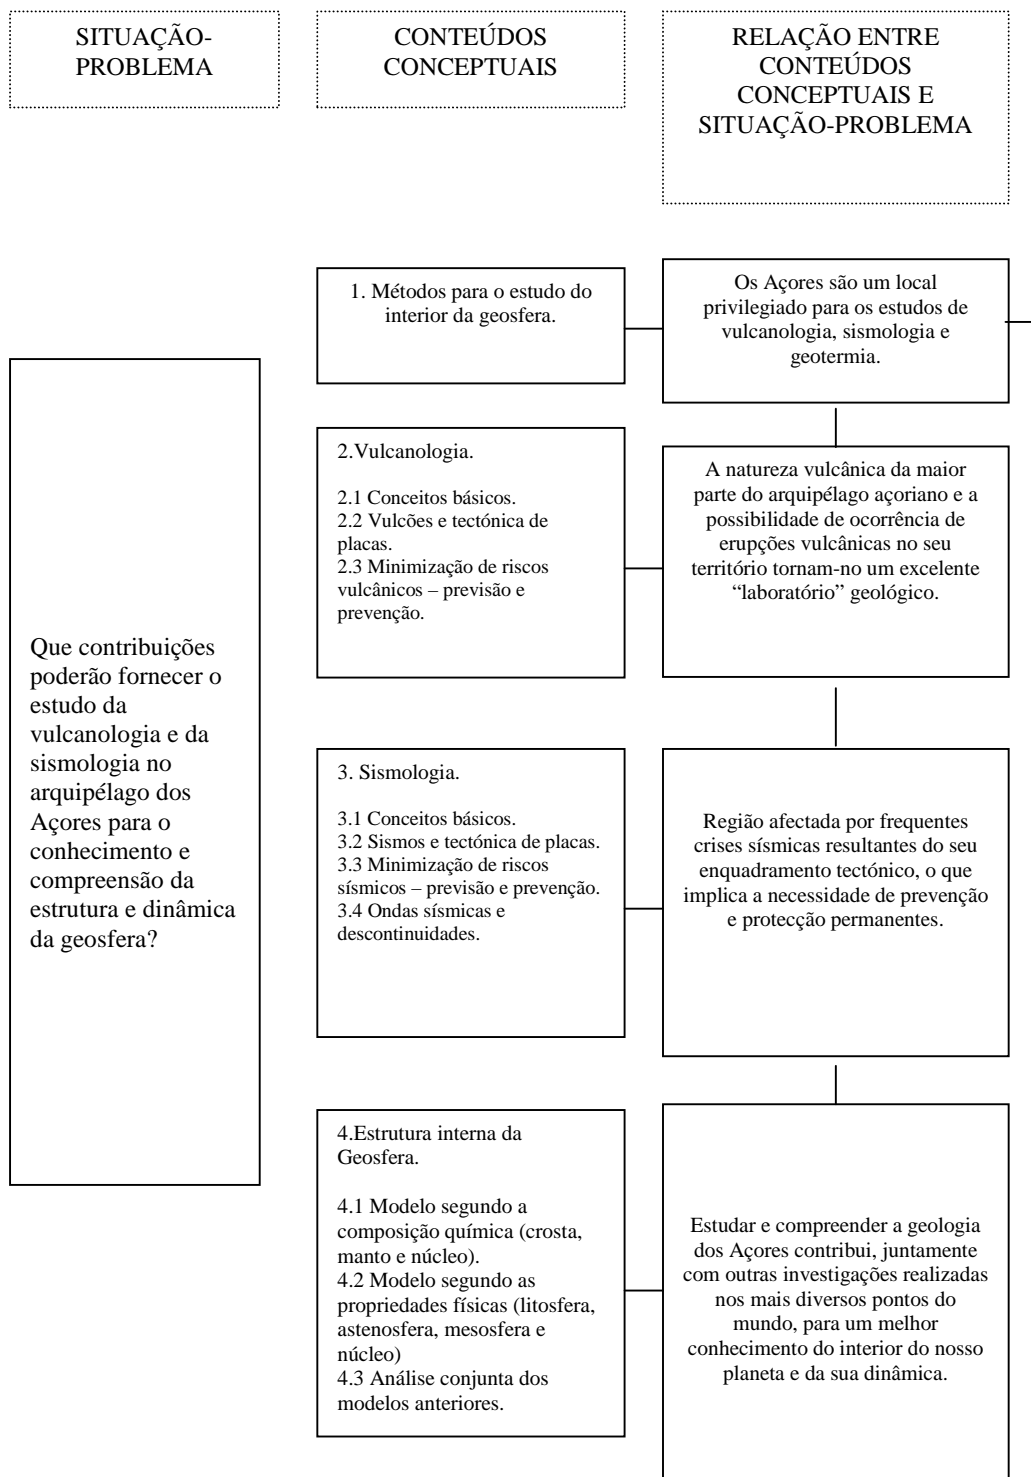 SITUAÇÃO-
PROBLEMA
CONTEÚDOS
CONCEPTUAIS
RELAÇÃO ENTRE
CONTEÚDOS
CONCEPTUAIS E
SITUAÇÃO-PROBLEMA
Que contribuições
poderão fornecer o
estudo da
vulcanologia e da
sismologia no
arquipélago dos
Açores para o
conhecimento e
compreensão da
estrutura e dinâmica
da geosfera?
1. Métodos para o estudo do
interior da geosfera.
Os Açores são um local
privilegiado para os estudos de
vulcanologia, sismologia e
geotermia.
2.Vulcanologia.
2.1 Conceitos básicos.
2.2 Vulcões e tectónica de
placas.
2.3 Minimização de riscos
vulcânicos – previsão e
prevenção.
A natureza vulcânica da maior
parte do arquipélago açoriano e a
possibilidade de ocorrência de
erupções vulcânicas no seu
território tornam-no um excelente
“laboratório” geológico.
3. Sismologia.
3.1 Conceitos básicos.
3.2 Sismos e tectónica de placas.
3.3 Minimização de riscos
sísmicos – previsão e prevenção.
3.4 Ondas sísmicas e
descontinuidades.
Região afectada por frequentes
crises sísmicas resultantes do seu
enquadramento tectónico, o que
implica a necessidade de prevenção
e protecção permanentes.
4.Estrutura interna da
Geosfera.
4.1 Modelo segundo a
composição química (crosta,
manto e núcleo).
4.2 Modelo segundo as
propriedades físicas (litosfera,
astenosfera, mesosfera e
núcleo)
4.3 Análise conjunta dos
modelos anteriores.
Estudar e compreender a geologia
dos Açores contribui, juntamente
com outras investigações realizadas
nos mais diversos pontos do
mundo, para um melhor
conhecimento do interior do nosso
planeta e da sua dinâmica.